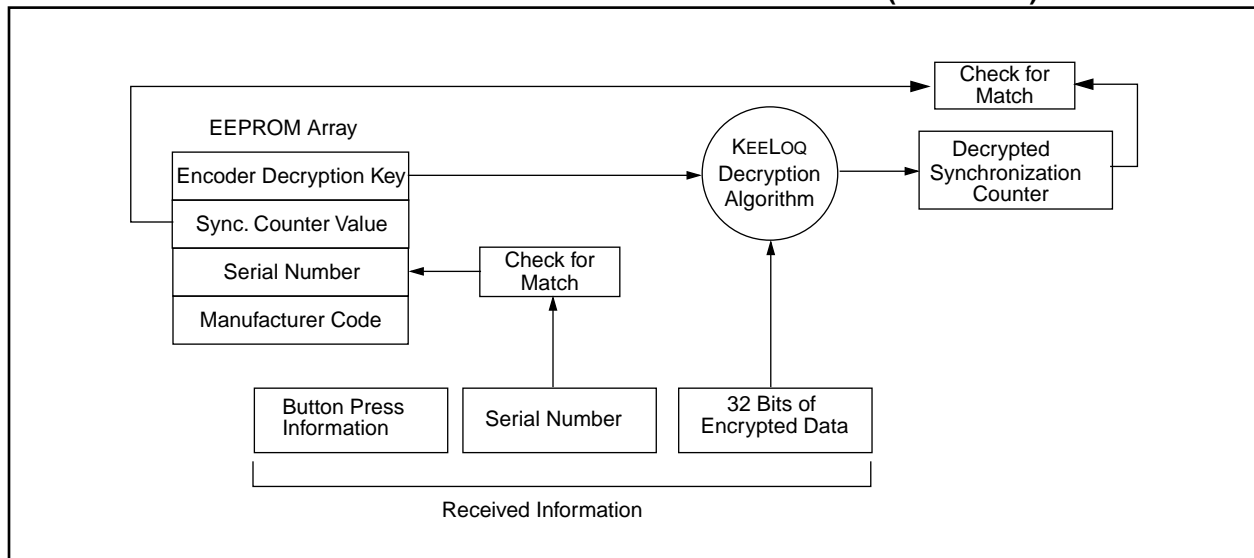 Check for
Match
EEPROM Array
KEELOQ
Decryption
Algorithm
Decrypted
Synchronization
Counter
Encoder Decryption Key
Sync. Counter Value
Serial Number
Manufacturer Code
Check for
Match
Button Press
Information
Serial Number
32 Bits of
Encrypted Data
Received Information